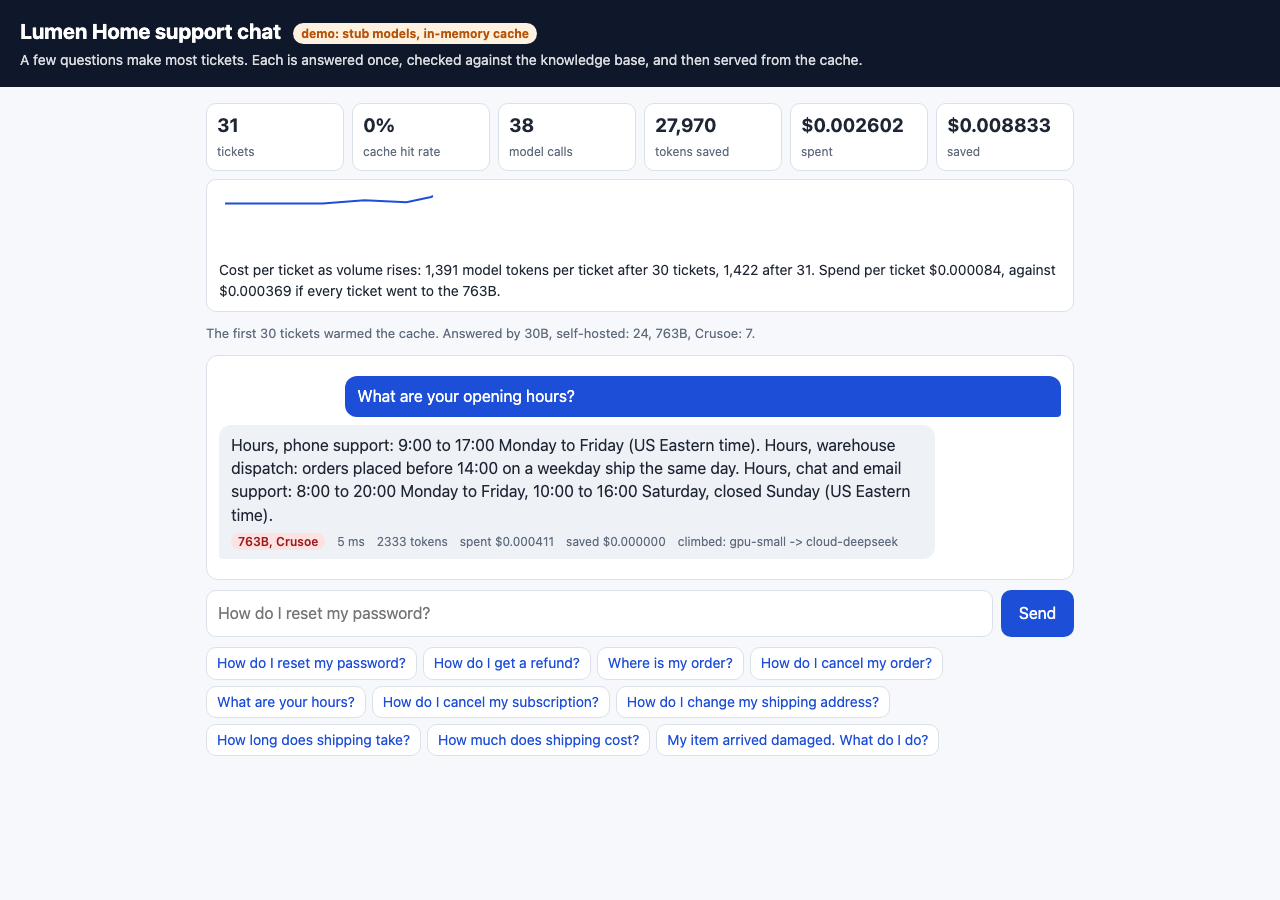 Lumen Home support chat
demo: stub models, in-memory cache
A few questions make most tickets. Each is answered once, checked against the knowledge base, and then served from the cache.
31
tickets
0%
cache hit rate
38
model calls
27,970
tokens saved
$0.002602
spent
$0.008833
saved
Cost per ticket as volume rises: 1,391 model tokens per ticket after 30 tickets, 1,422 after 31. Spend per ticket $0.000084, against
$0.000369 if every ticket went to the 763B.
The first 30 tickets warmed the cache. Answered by 30B, self-hosted: 24, 763B, Crusoe: 7.
What are your opening hours?
Hours, phone support: 9:00 to 17:00 Monday to Friday (US Eastern time). Hours, warehouse
dispatch: orders placed before 14:00 on a weekday ship the same day. Hours, chat and email
support: 8:00 to 20:00 Monday to Friday, 10:00 to 16:00 Saturday, closed Sunday (US Eastern
time).
763B, Crusoe 5 ms 2333 tokens spent $0.000411 saved $0.000000 climbed: gpu-small -> cloud-deepseek
How do I reset my password?
Send
How do I reset my password? How do I get a refund? Where is my order? How do I cancel my order?
What are your hours? How do I cancel my subscription? How do I change my shipping address?
How long does shipping take? How much does shipping cost? My item arrived damaged. What do I do?